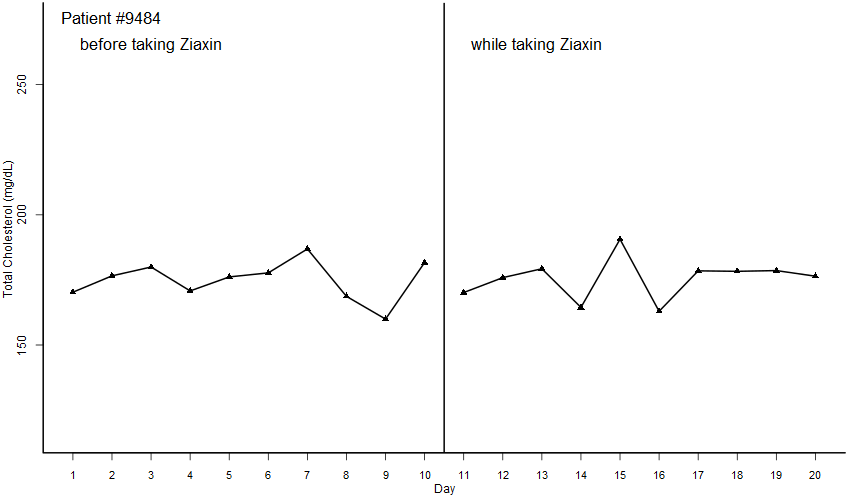 Patient #9484
before taking Ziaxin
while taking Ziaxin
Total Cholesterol (mg/dL)
250
200
150
1 2 3 4 5 6 7 8 9 10 11 12 13 14 15 16 17 18 19 20
Day